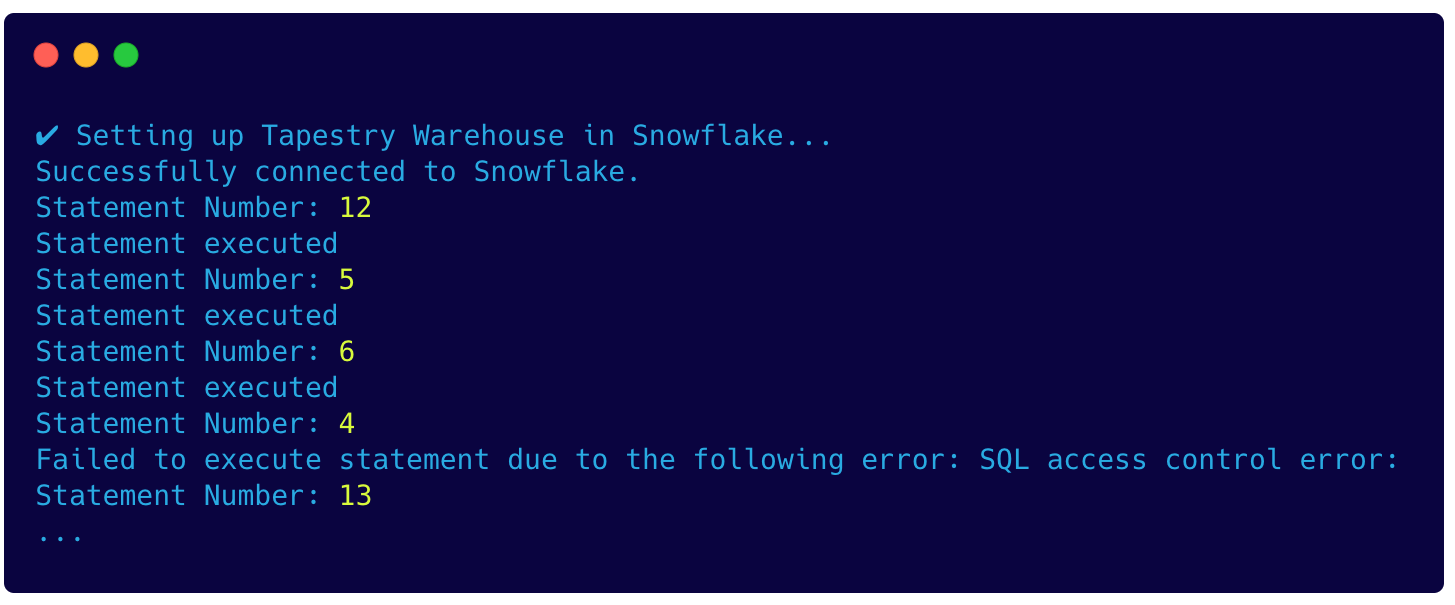 ✔ Setting up Tapestry Warehouse in Snowflake...
Successfully connected to Snowflake.
Statement Number: 12
Statement executed
Statement Number: 5
Statement executed
Statement Number: 6
Statement executed
Statement Number: 4
Failed to execute statement due to the following error: SQL access control error:
Statement Number: 13
...